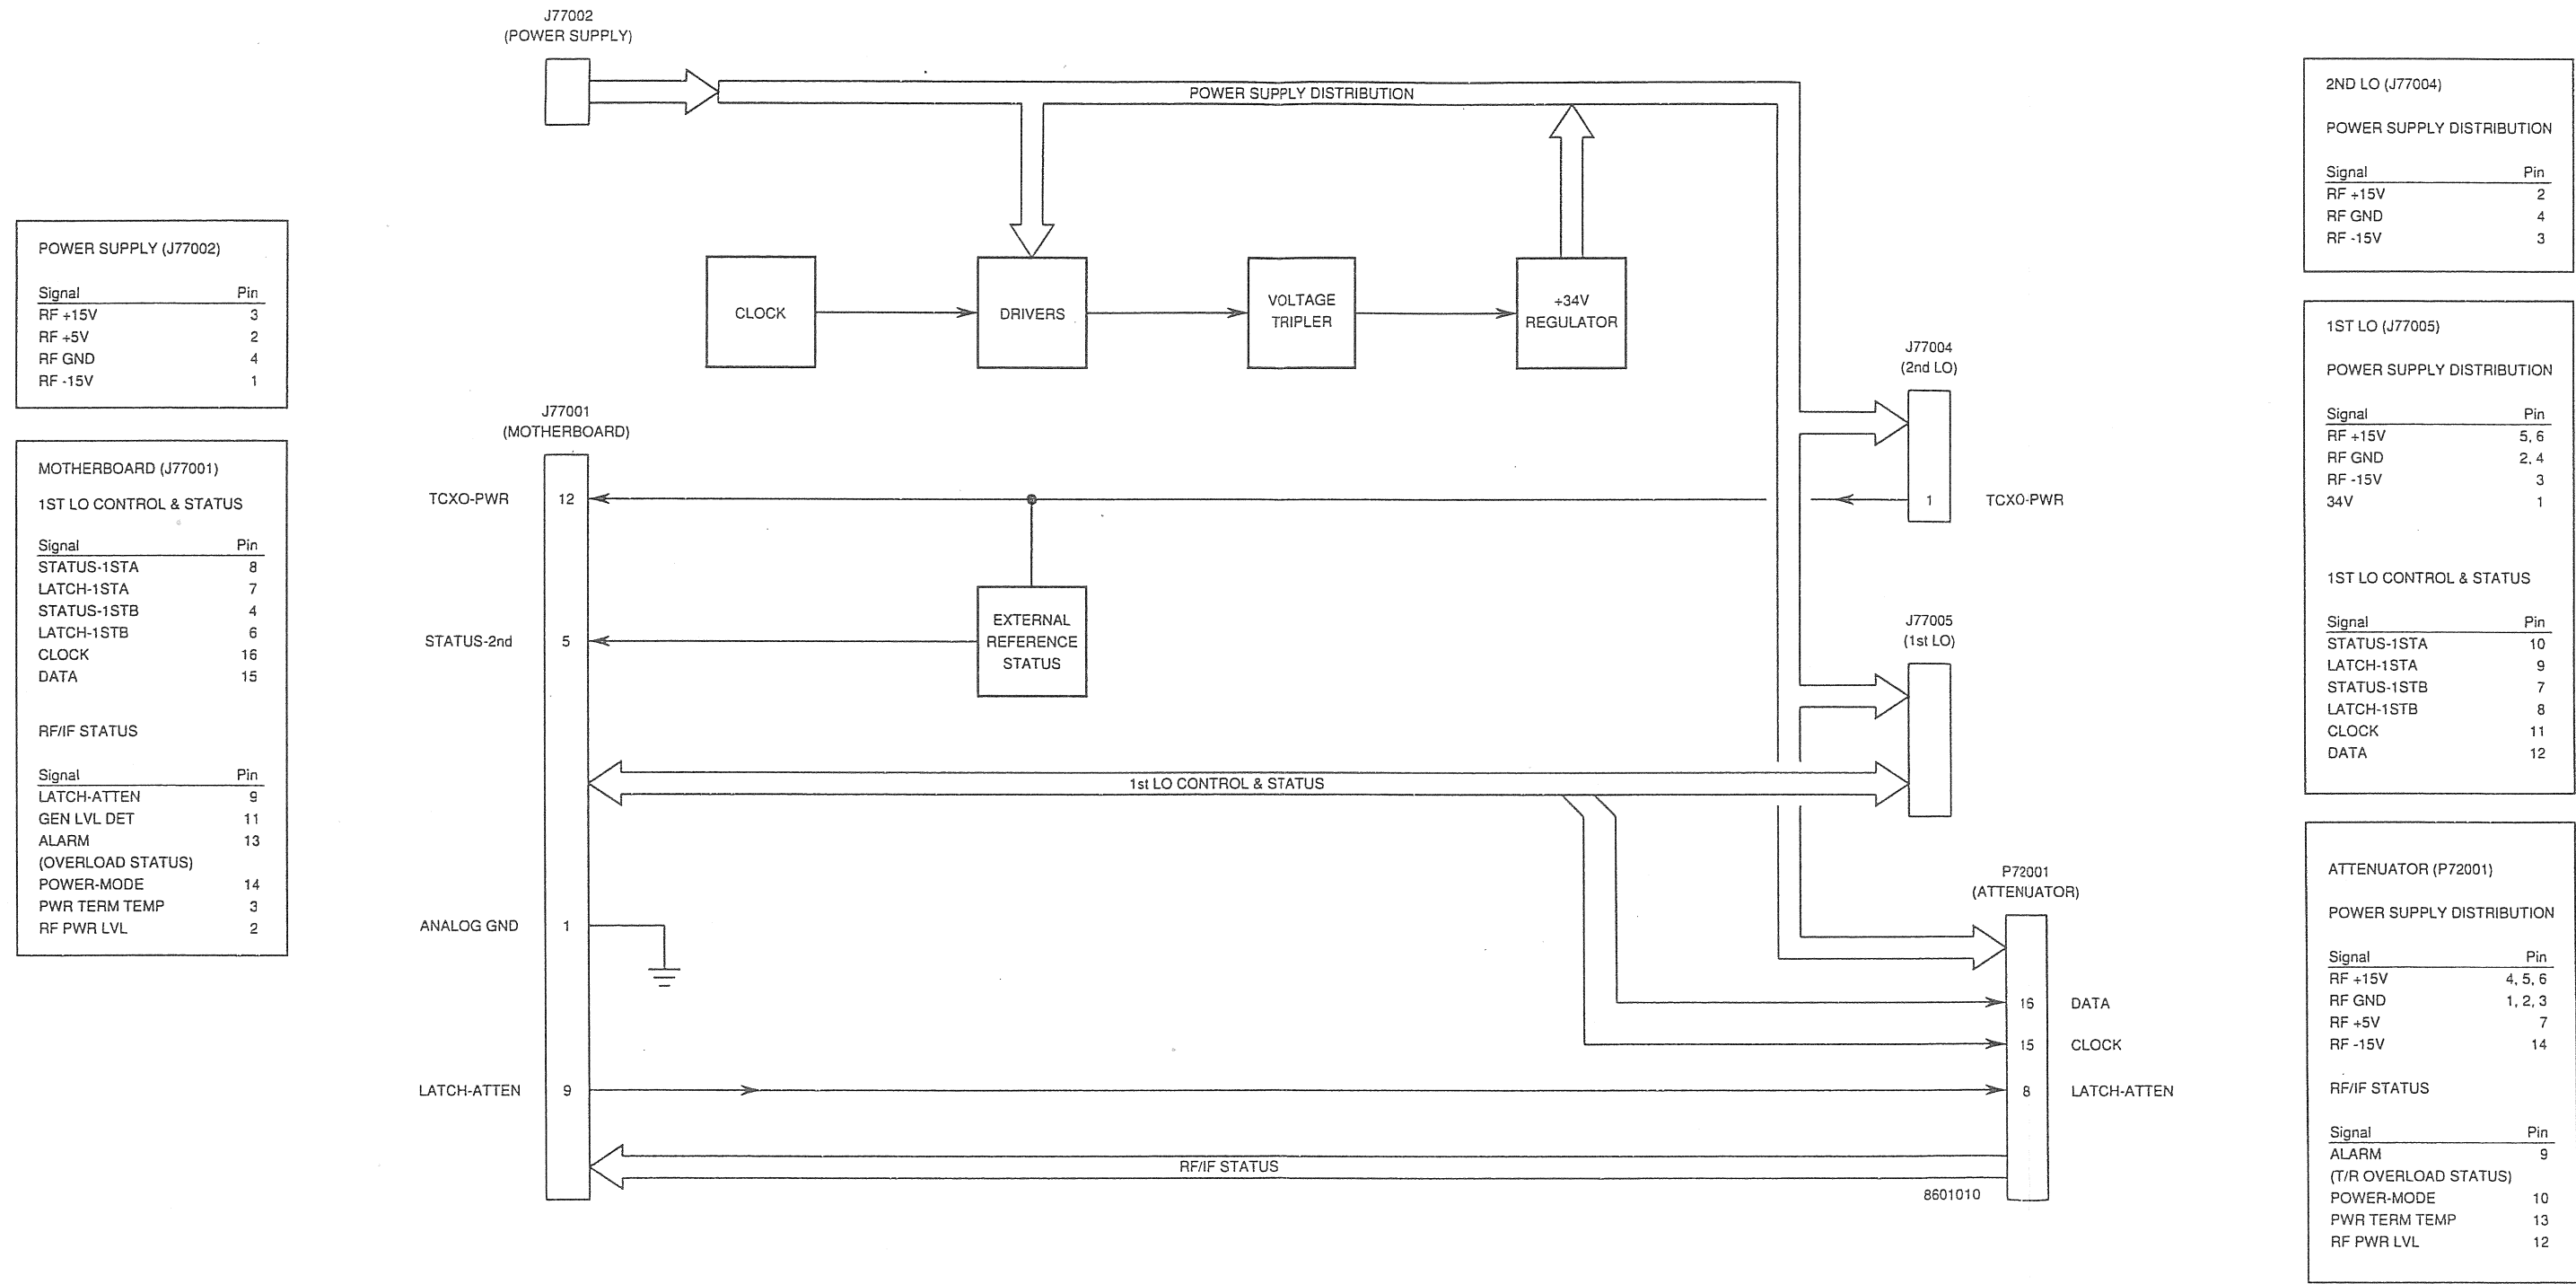 J77002
(POWER SUPPLY)
POWER SUPPLY DISTRIBUTION
POWER SUPPLY (J77002)
Signal Pin
RF +15V 3
RF +5V 2
RF GND 4
RF -15V 1
MOTHERBOARD (J77001)
1ST LO CONTROL & STATUS
Signal Pin
STATUS-1STA 8
LATCH-1STA 7
STATUS-1STB 4
LATCH-1STB 6
CLOCK 16
DATA 15
RF/IF STATUS
Signal Pin
LATCH-ATTEN 9
GEN LVL DET 11
ALARM 13
(OVERLOAD STATUS)
POWER-MODE 14
PWR TERM TEMP 3
RF PWR LVL 2
CLOCK
DRIVERS
VOLTAGE
TRIPLER
+34V
REGULATOR
J77001
(MOTHERBOARD)
TCXO-PWR 12
STATUS-2nd 5
EXTERNAL
REFERENCE
STATUS
1st LO CONTROL & STATUS
ANALOG GND 1
LATCH-ATTEN 9
RF/IF STATUS
J77004
(2nd LO)
1 TCXO-PWR
J77005
(1st LO)
P72001
(ATTENUATOR)
16 DATA
15 CLOCK
8 LATCH-ATTEN
8601010
2ND LO (J77004)
POWER SUPPLY DISTRIBUTION
Signal Pin
RF +15V 2
RF GND 4
RF -15V 3
1ST LO (J77005)
POWER SUPPLY DISTRIBUTION
Signal Pin
RF +15V 5, 6
RF GND 2, 4
RF -15V 3
34V 1
1ST LO CONTROL & STATUS
Signal Pin
STATUS-1STA 10
LATCH-1STA 9
STATUS-1STB 7
LATCH-1STB 8
CLOCK 11
DATA 12
ATTENUATOR (P72001)
POWER SUPPLY DISTRIBUTION
Signal Pin
RF +15V 4, 5, 6
RF GND 1, 2, 3
RF +5V 7
RF -15V 14
RF/IF STATUS
Signal Pin
ALARM 9
(T/R OVERLOAD STATUS)
POWER-MODE 10
PWR TERM TEMP 13
RF PWR LVL 12